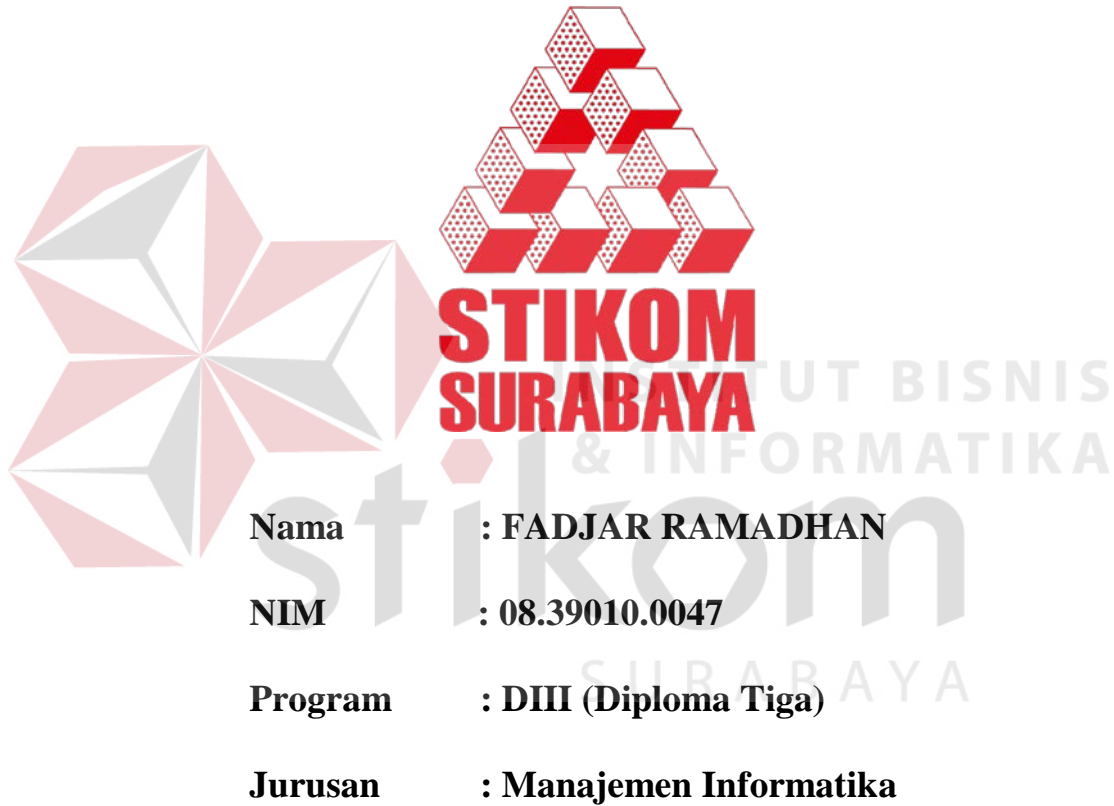 STIKOM
SURABAYA
INSTITUT BISNIS
& INFORMATIKA
stikom
SURABAYA
Nama : FADJAR RAMADHAN
NIM : 08.39010.0047
Program : DIII (Diploma Tiga)
Jurusan : Manajemen Informatika